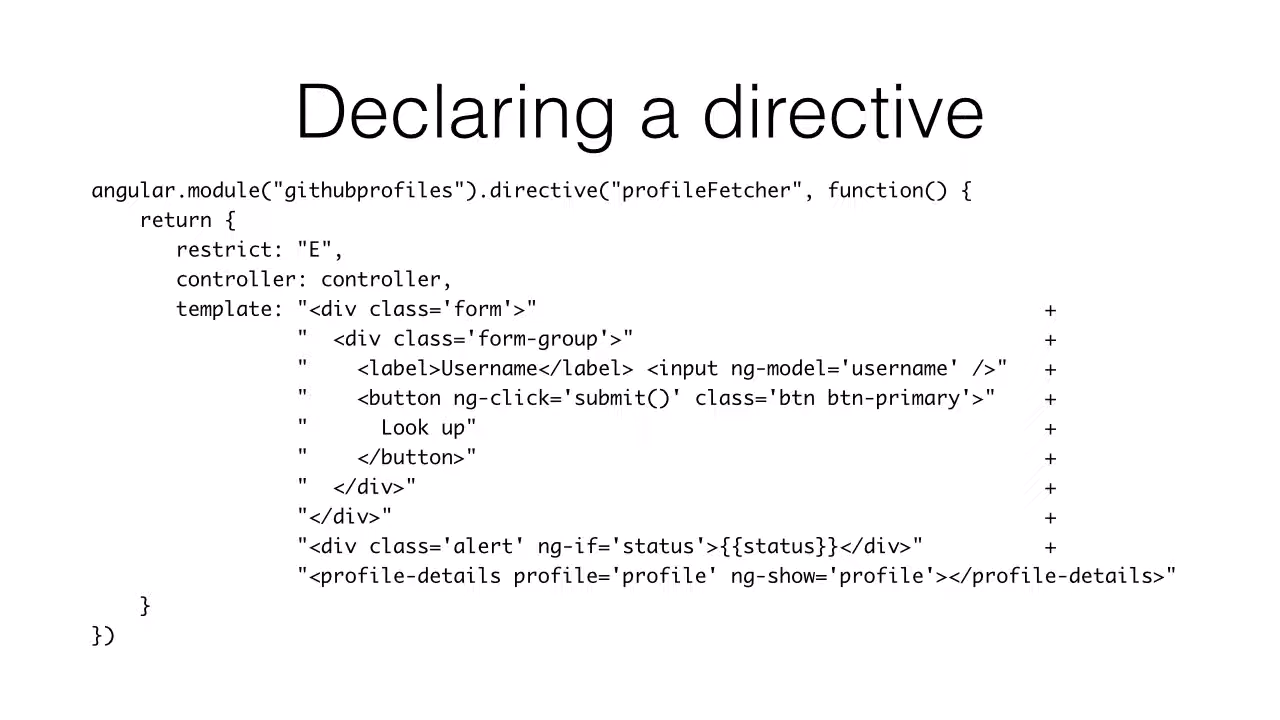 Declaring a directive
angular.module("githubprofiles").directive("profileFetcher", function() {
    return {
       restrict: "E",
       controller: controller,
       template: "<div class='form'>"                                          +
                 "  <div class='form-group'>"                                  +
                 "    <label>Username</label> <input ng-model='username' />"   +
                 "    <button ng-click='submit()' class='btn btn-primary'>"    +
                 "      Look up"                                               +
                 "    </button>"                                               +
                 "  </div>"                                                    +
                 "</div>"                                                      +
                 "<div class='alert' ng-if='status'>{{status}}</div>"          +
                 "<profile-details profile='profile' ng-show='profile'></profile-details>"
    }
})